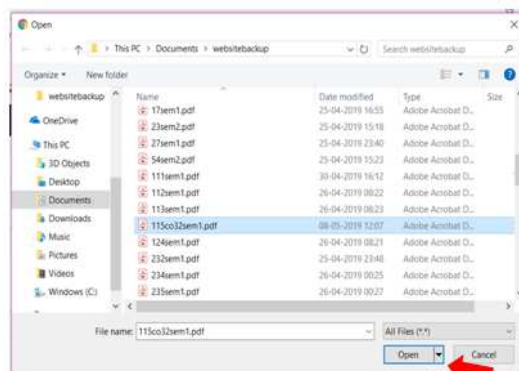 Open
This PC > Documents > websitebackup
Search websitebackup
Organize
New folder
Name Date modified Type Size
websitebackup
OneDrive
This PC
3D Objects
Desktop
Documents
Downloads
Music
Pictures
Videos
Windows (C:)
17sem1.pdf 25-04-2019 16:55 Adobe Acrobat D...
23sem2.pdf 25-04-2019 15:18 Adobe Acrobat D...
27sem1.pdf 25-04-2019 23:40 Adobe Acrobat D...
54sem2.pdf 25-04-2019 15:23 Adobe Acrobat D...
111sem1.pdf 30-04-2019 16:12 Adobe Acrobat D...
112sem1.pdf 26-04-2019 08:22 Adobe Acrobat D...
113sem1.pdf 26-04-2019 08:23 Adobe Acrobat D...
115co32sem1.pdf 08-05-2019 12:07 Adobe Acrobat D...
124sem1.pdf 26-04-2019 08:21 Adobe Acrobat D...
232sem1.pdf 25-04-2019 23:48 Adobe Acrobat D...
234sem1.pdf 26-04-2019 00:25 Adobe Acrobat D...
235sem1.pdf 26-04-2019 00:27 Adobe Acrobat D...
File name: 115co32sem1.pdf All Files (*.*)
Open Cancel